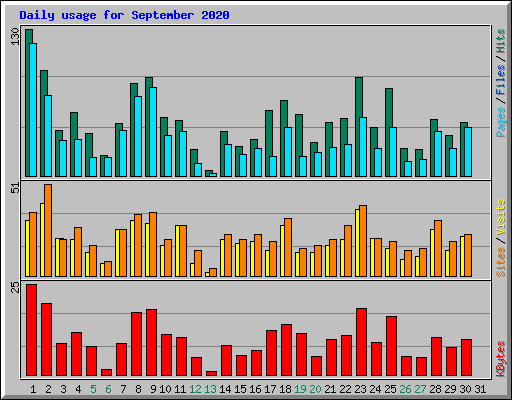 Daily usage for September 2020
130
51
25
Pages / Files / Hits
Sites / Visits
KBytes
1 2 3 4 5 6 7 8 9 10 11 12 13 14 15 16 17 18 19 20 21 22 23 24 25 26 27 28 29 30 31